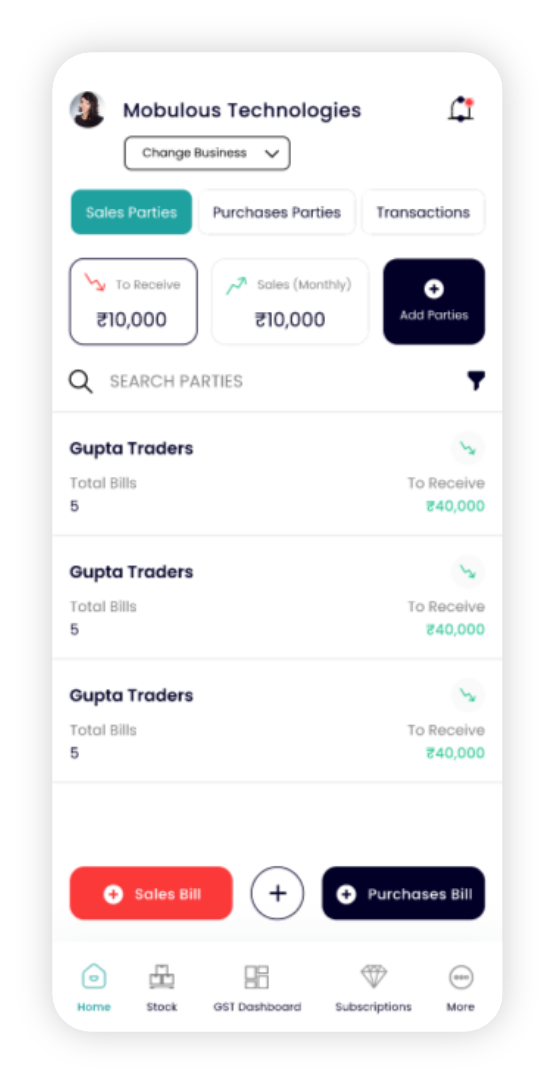 Mobulous Technologies
Change Business
Sales Parties Purchases Parties Transactions
To Receive Sales (Monthly)
₹10,000 ₹10,000 Add Parties
SEARCH PARTIES
Gupta Traders
Total Bills To Receive
5 ₹40,000
Gupta Traders
Total Bills To Receive
5 ₹40,000
Gupta Traders
Total Bills To Receive
5 ₹40,000
Sales Bill + Purchases Bill
Home Stock GST Dashboard Subscriptions More